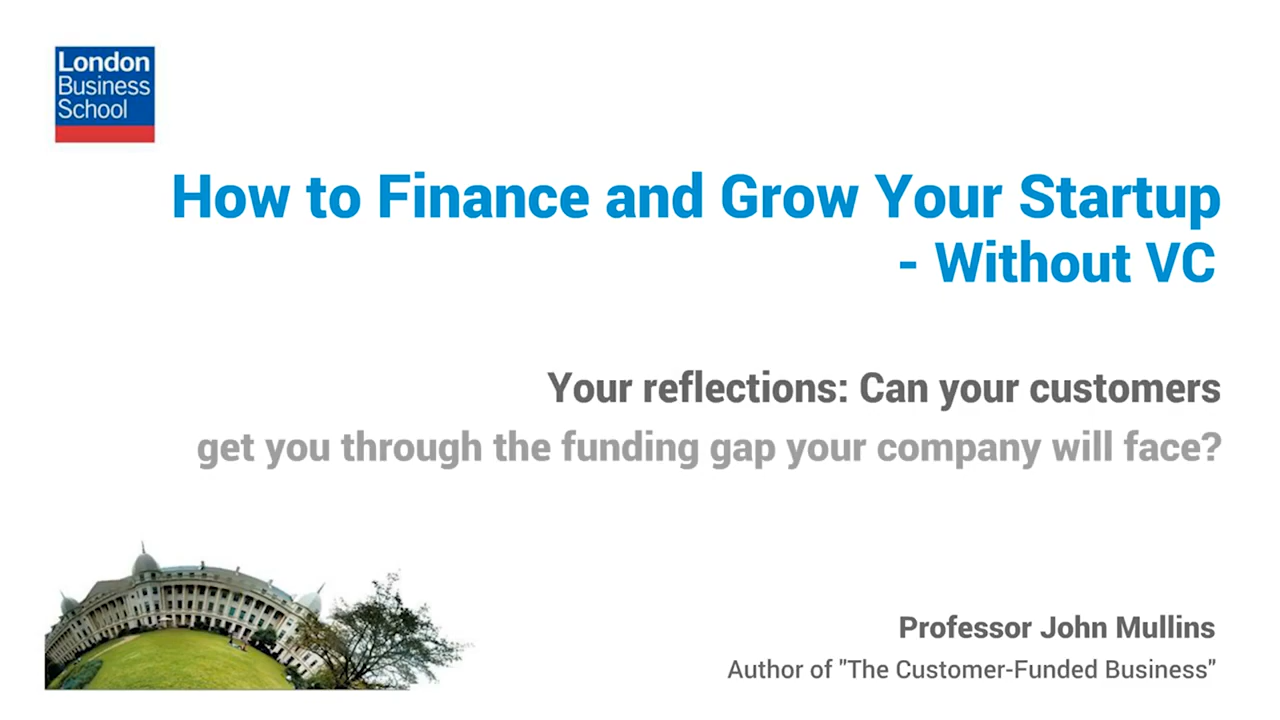 London
Business
School
How to Finance and Grow Your Startup
- Without VC
Your reflections: Can your customers
get you through the funding gap your company will face?
Professor John Mullins
Author of "The Customer-Funded Business"